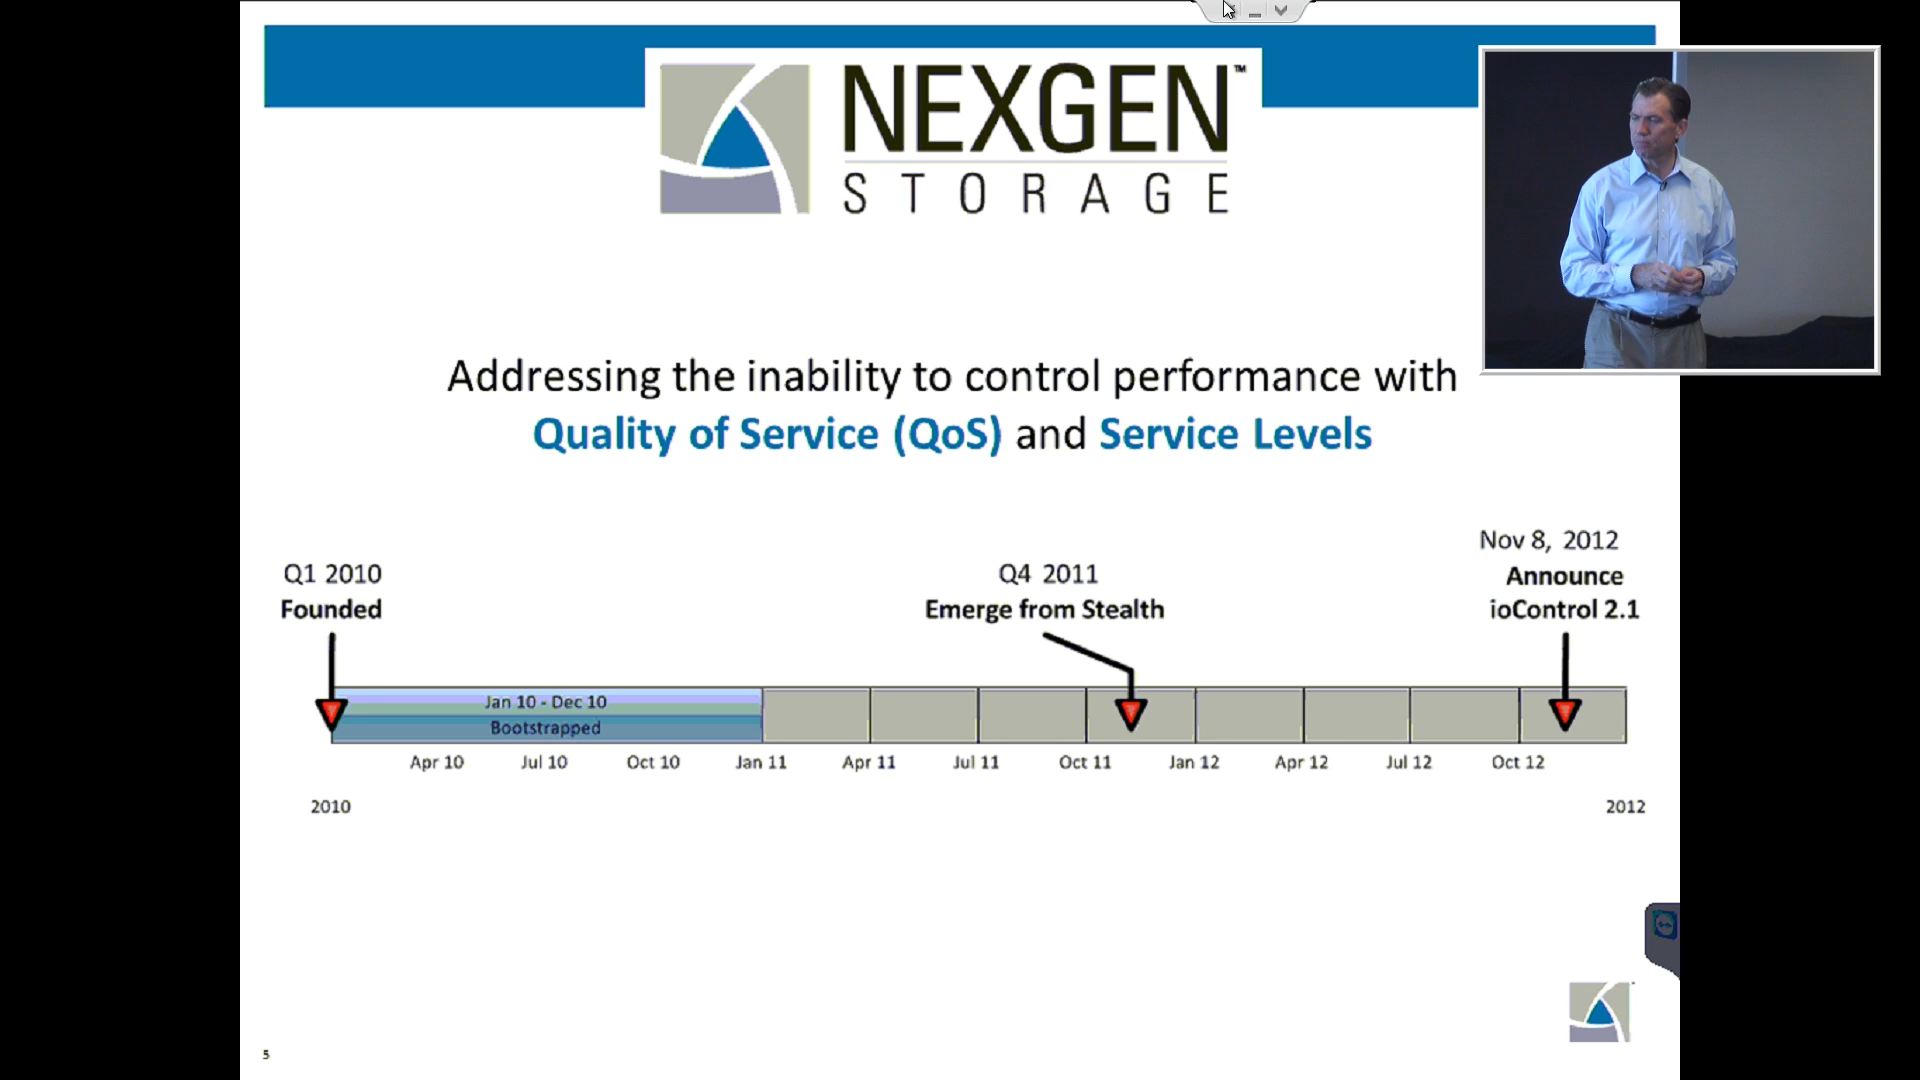 NEXGEN™
STORAGE
Addressing the inability to control performance with
Quality of Service (QoS) and Service Levels
Nov 8, 2012
Announce
ioControl 2.1
Q1 2010
Founded
Q4 2011
Emerge from Stealth
Jan 10 - Dec 10
Bootstrapped
Apr 10 Jul 10 Oct 10 Jan 11 Apr 11 Jul 11 Oct 11 Jan 12 Apr 12 Jul 12 Oct 12
2010 2012
5